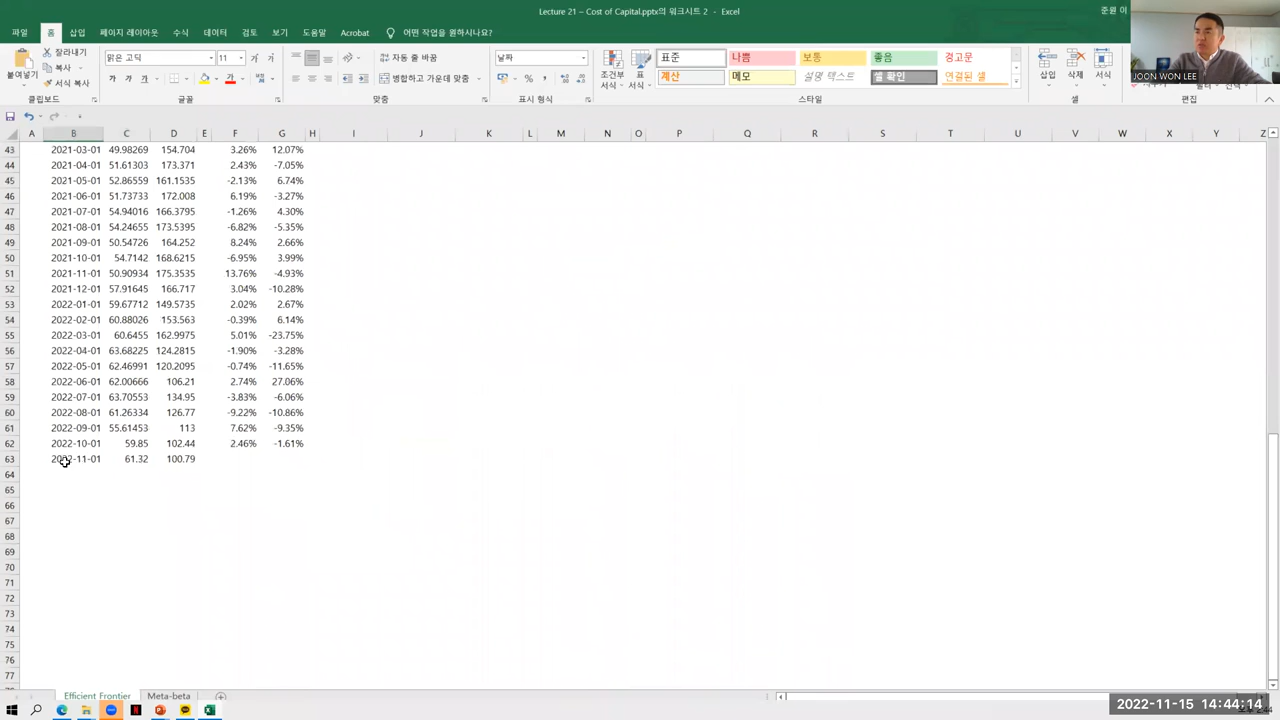 Lecture 21 – Cost of Capital.pptx의 워크시트 2 - Excel
준원 이
파일 홈 삽입 페이지 레이아웃 수식 데이터 검토 보기 도움말 Acrobat 어떤 작업을 원하시나요?
잘라내기
복사
서식 복사
붙여넣기
클립보드
맑은 고딕 11
가 가 가 가
글꼴
자동 줄 바꿈
병합하고 가운데 맞춤
맞춤
날짜
%
표시 형식
조건부 서식
표 서식
표준 나쁨 보통 좋음 경고문
계산 메모 설명 텍스트 셀 확인 연결된 셀
스타일
삽입 삭제 서식
셀
편집
JOON WON LEE
A B C D E F G H I J K L M N O P Q R S T U V W X Y Z
43 2021-03-01 49.98269 154.704 3.26% 12.07%
44 2021-04-01 51.61303 173.371 2.43% -7.05%
45 2021-05-01 52.86559 161.1535 -2.13% 6.74%
46 2021-06-01 51.73733 172.008 6.19% -3.27%
47 2021-07-01 54.94016 166.3795 -1.26% 4.30%
48 2021-08-01 54.24655 173.5395 -6.82% -5.35%
49 2021-09-01 50.54726 164.252 8.24% 2.66%
50 2021-10-01 54.7142 168.6215 -6.95% 3.99%
51 2021-11-01 50.90934 175.3535 13.76% -4.93%
52 2021-12-01 57.91645 166.717 3.04% -10.28%
53 2022-01-01 59.67712 149.5735 2.02% 2.67%
54 2022-02-01 60.88026 153.563 -0.39% 6.14%
55 2022-03-01 60.6455 162.9975 5.01% -23.75%
56 2022-04-01 63.68225 124.2815 -1.90% -3.28%
57 2022-05-01 62.46991 120.2095 -0.74% -11.65%
58 2022-06-01 62.00666 106.21 2.74% 27.06%
59 2022-07-01 63.70553 134.95 -3.83% -6.06%
60 2022-08-01 61.26334 126.77 -9.22% -10.86%
61 2022-09-01 55.61453 113 7.62% -9.35%
62 2022-10-01 59.85 102.44 2.46% -1.61%
63 2022-11-01 61.32 100.79
64
65
66
67
68
69
70
71
72
73
74
75
76
77
Efficient Frontier Meta-beta
2022-11-15 14:44:14